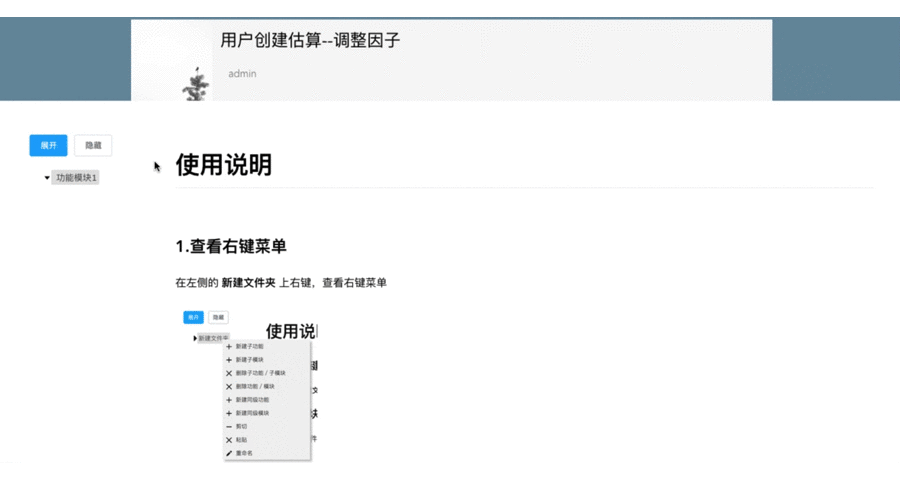 用户创建估算--调整因子
admin
展开 隐藏
功能模块1
使用说明
1.查看右键菜单
在左侧的 新建文件夹 上右键，查看右键菜单
展开 隐藏
使用说
新建文件夹
新建子功能
新建子模块
删除子功能 / 子模块
删除功能 / 模块
新建同级功能
新建同级模块
剪切
粘贴
重命名